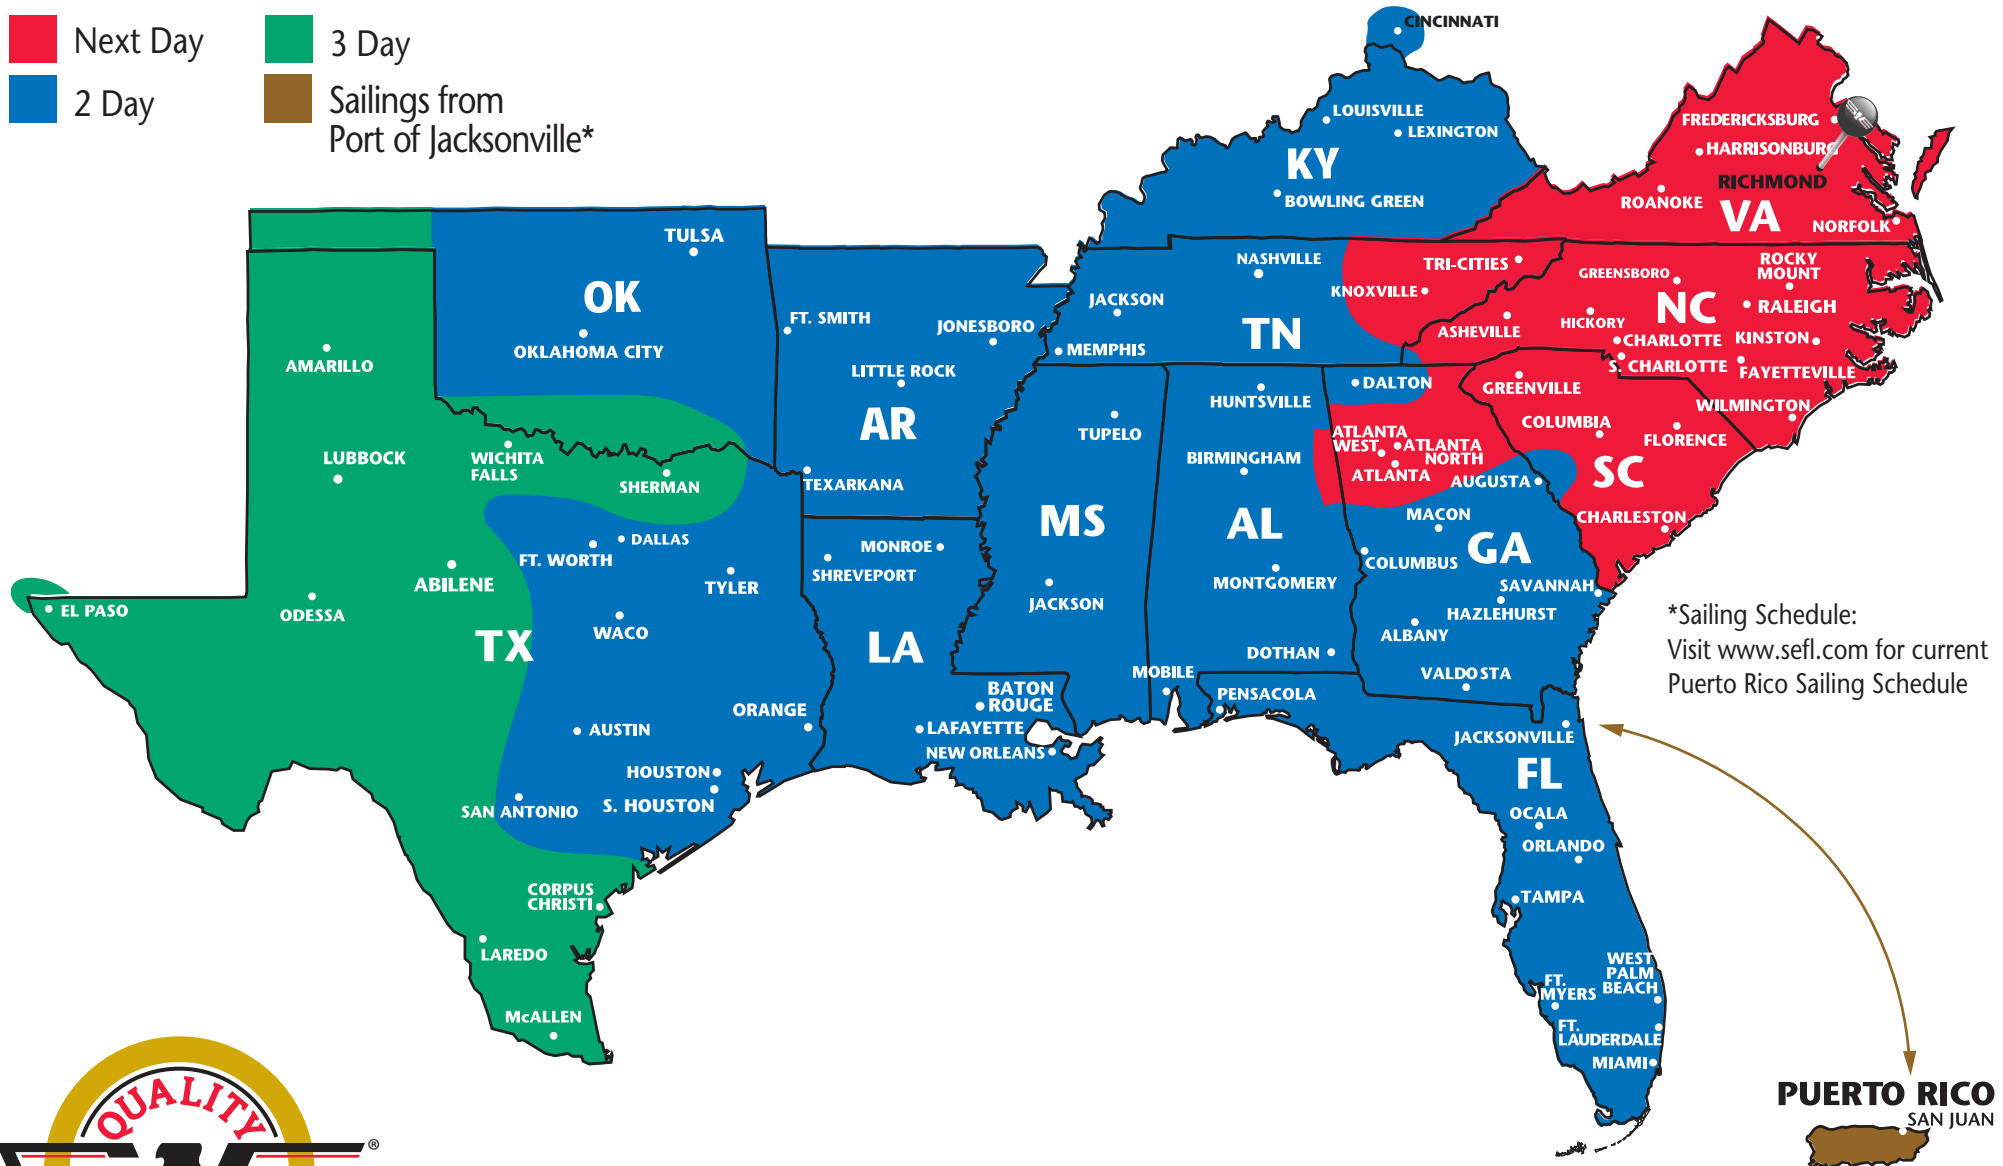 Next Day
3 Day
2 Day
Sailings from
Port of Jacksonville*
CINCINNATI
LOUISVILLE
LEXINGTON
KY
BOWLING GREEN
FREDERICKSBURG
HARRISONBURG
RICHMOND
ROANOKE
VA
NORFOLK
TULSA
OK
OKLAHOMA CITY
FT. SMITH
JONESBORO
LITTLE ROCK
AR
TEXARKANA
NASHVILLE
JACKSON
TN
MEMPHIS
TRI-CITIES
KNOXVILLE
GREENSBORO
ROCKY
MOUNT
NC
RALEIGH
ASHEVILLE
HICKORY
CHARLOTTE
KINSTON
S. CHARLOTTE
FAYETTEVILLE
WILMINGTON
GREENVILLE
COLUMBIA
FLORENCE
SC
CHARLESTON
AMARILLO
LUBBOCK
WICHITA
FALLS
SHERMAN
DALLAS
FT. WORTH
TYLER
ABILENE
ODESSA
EL PASO
WACO
TX
AUSTIN
ORANGE
HOUSTON
S. HOUSTON
SAN ANTONIO
CORPUS
CHRISTI
LAREDO
McALLEN
MONROE
SHREVEPORT
LA
BATON
ROUGE
LAFAYETTE
NEW ORLEANS
TUPELO
MS
JACKSON
HUNTSVILLE
BIRMINGHAM
AL
MONTGOMERY
DOTHAN
MOBILE
DALTON
ATLANTA
WEST
ATLANTA
NORTH
ATLANTA
AUGUSTA
MACON
GA
COLUMBUS
SAVANNAH
HAZLEHURST
ALBANY
VALDOSTA
PENSACOLA
JACKSONVILLE
FL
OCALA
ORLANDO
TAMPA
WEST
PALM
BEACH
FT.
MYERS
FT.
LAUDERDALE
MIAMI
*Sailing Schedule:
Visit www.sefl.com for current
Puerto Rico Sailing Schedule
PUERTO RICO
SAN JUAN
QUALITY
®